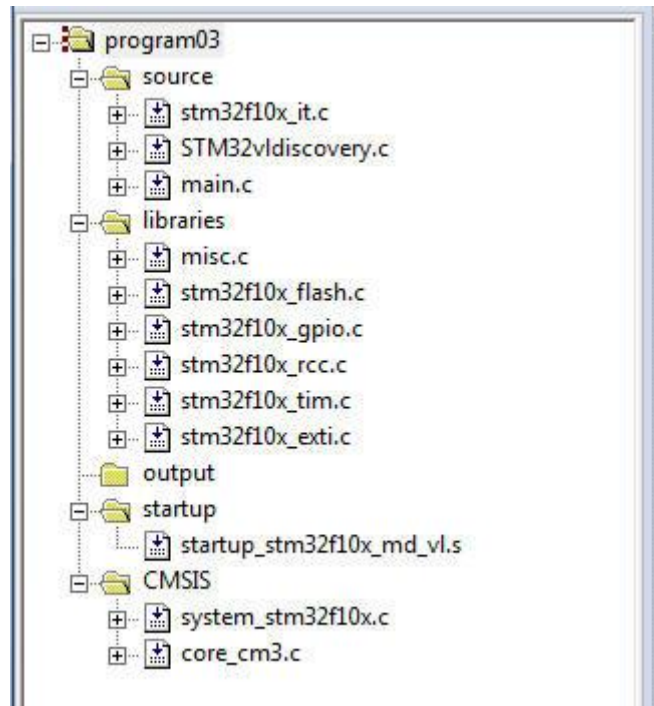 program03
source
stm32f10x_it.c
STM32vldiscovery.c
main.c
libraries
misc.c
stm32f10x_flash.c
stm32f10x_gpio.c
stm32f10x_rcc.c
stm32f10x_tim.c
stm32f10x_exti.c
output
startup
startup_stm32f10x_md_vl.s
CMSIS
system_stm32f10x.c
core_cm3.c